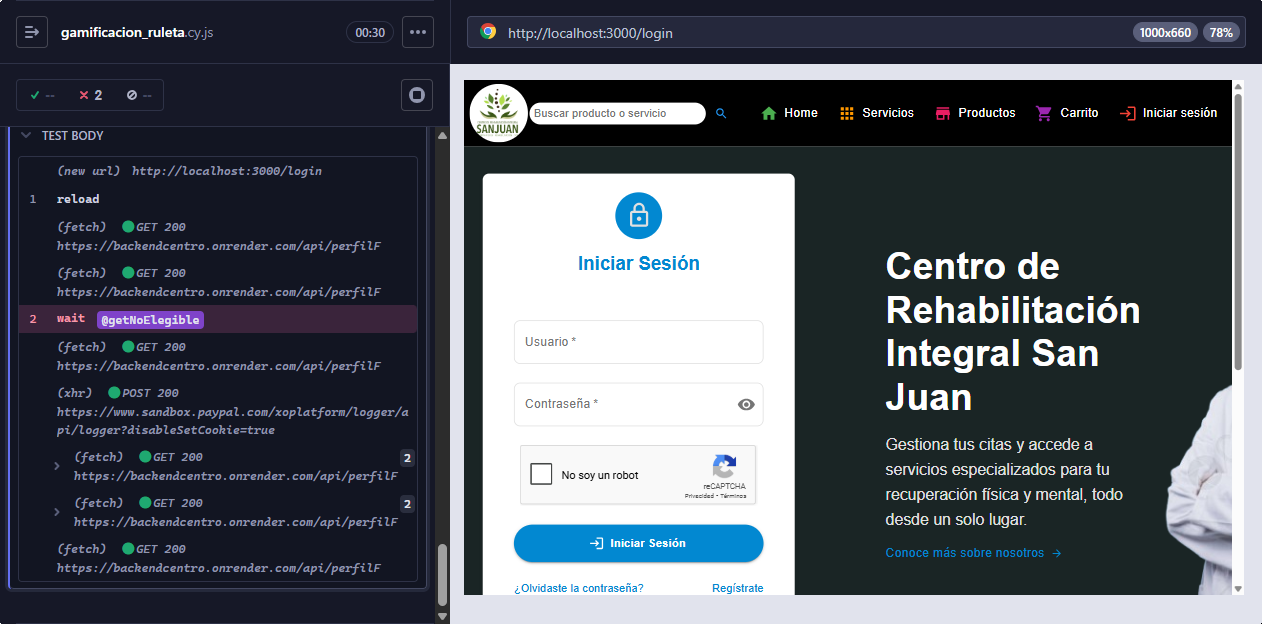 gamificacion_ruleta.cy.js
00:30
-- 2 --
TEST BODY
(new url) http://localhost:3000/login
1 reload
(fetch) GET 200
https://backendcentro.onrender.com/api/perfilF
(fetch) GET 200
https://backendcentro.onrender.com/api/perfilF
2 wait @getNoElegible
(fetch) GET 200
https://backendcentro.onrender.com/api/perfilF
(xhr) POST 200
https://www.sandbox.paypal.com/xoplatform/logger/a
pi/logger?disableSetCookie=true
(fetch) GET 200 2
https://backendcentro.onrender.com/api/perfilF
(fetch) GET 200 2
https://backendcentro.onrender.com/api/perfilF
(fetch) GET 200
https://backendcentro.onrender.com/api/perfilF
http://localhost:3000/login
1000x660 78%
SANJUAN
Buscar producto o servicio
Home Servicios Productos Carrito Iniciar sesión
Iniciar Sesión
Usuario *
Contraseña *
No soy un robot
reCAPTCHA
Privacidad - Términos
Iniciar Sesión
¿Olvidaste la contraseña? Regístrate
Centro de
Rehabilitación
Integral San
Juan
Gestiona tus citas y accede a
servicios especializados para tu
recuperación física y mental, todo
desde un solo lugar.
Conoce más sobre nosotros →